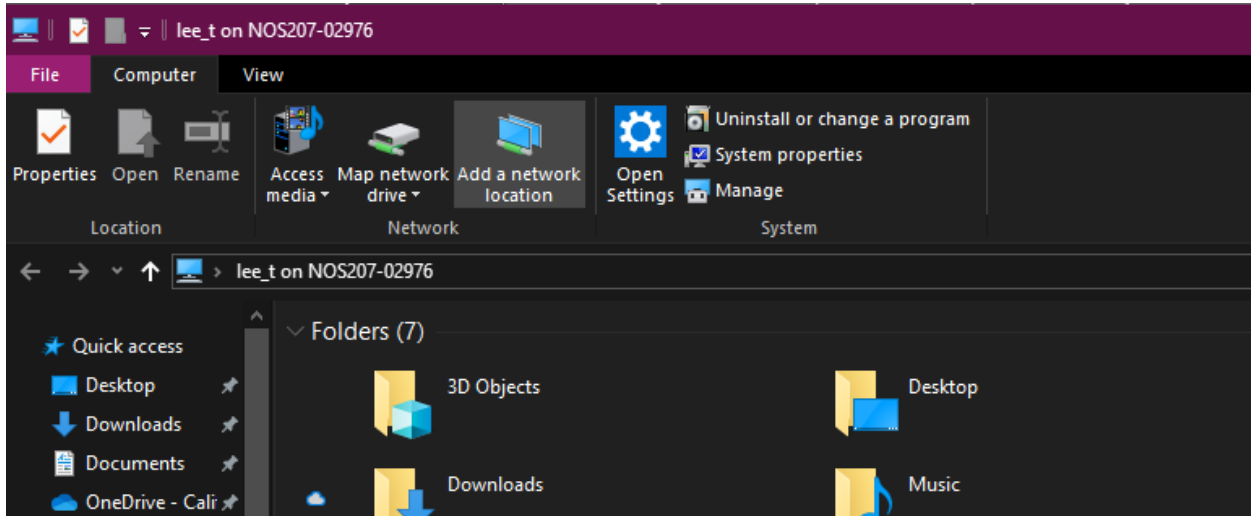 lee_t on NOS207-02976
File Computer View
Properties Open Rename Access media Map network drive Add a network location Open Settings Uninstall or change a program
System properties
Manage
Location Network System
lee_t on NOS207-02976
Quick access
Desktop
Downloads
Documents
OneDrive - Cali
Folders (7)
3D Objects
Desktop
Downloads
Music